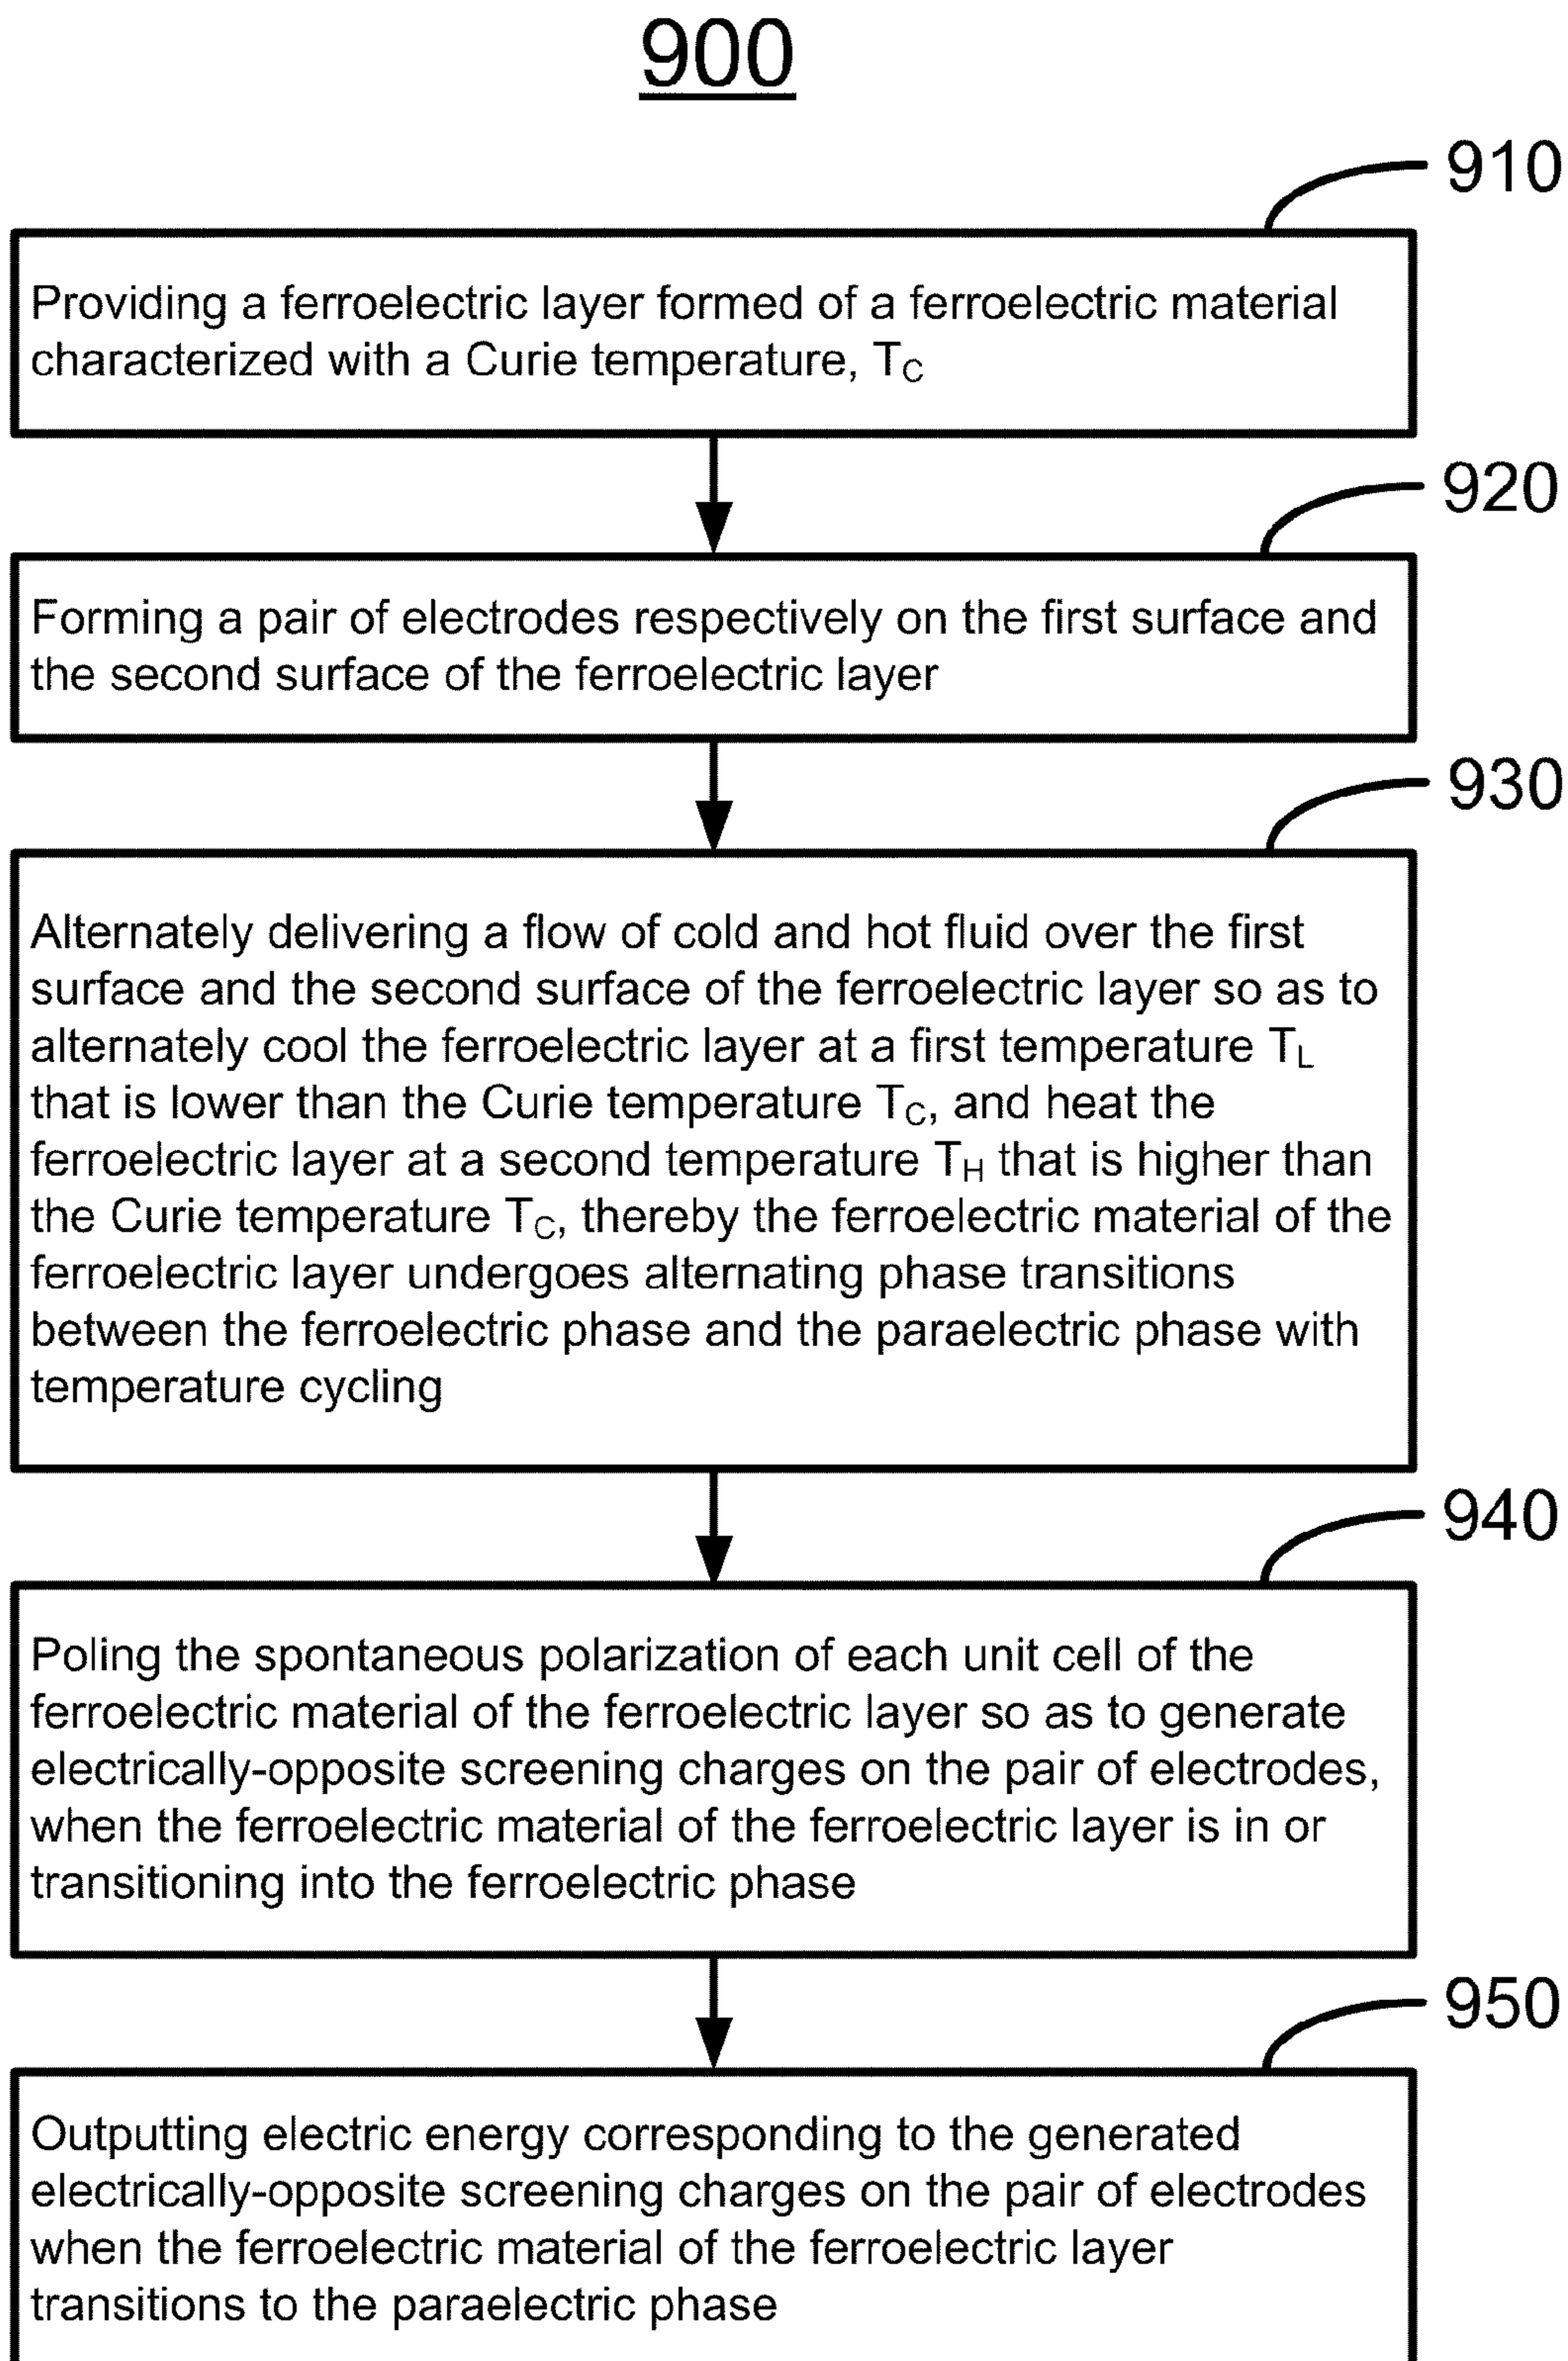 900
910
Providing a ferroelectric layer formed of a ferroelectric material
characterized with a Curie temperature, T_C
920
Forming a pair of electrodes respectively on the first surface and
the second surface of the ferroelectric layer
930
Alternately delivering a flow of cold and hot fluid over the first
surface and the second surface of the ferroelectric layer so as to
alternately cool the ferroelectric layer at a first temperature T_L
that is lower than the Curie temperature T_C, and heat the
ferroelectric layer at a second temperature T_H that is higher than
the Curie temperature T_C, thereby the ferroelectric material of the
ferroelectric layer undergoes alternating phase transitions
between the ferroelectric phase and the paraelectric phase with
temperature cycling
940
Poling the spontaneous polarization of each unit cell of the
ferroelectric material of the ferroelectric layer so as to generate
electrically-opposite screening charges on the pair of electrodes,
when the ferroelectric material of the ferroelectric layer is in or
transitioning into the ferroelectric phase
950
Outputting electric energy corresponding to the generated
electrically-opposite screening charges on the pair of electrodes
when the ferroelectric material of the ferroelectric layer
transitions to the paraelectric phase